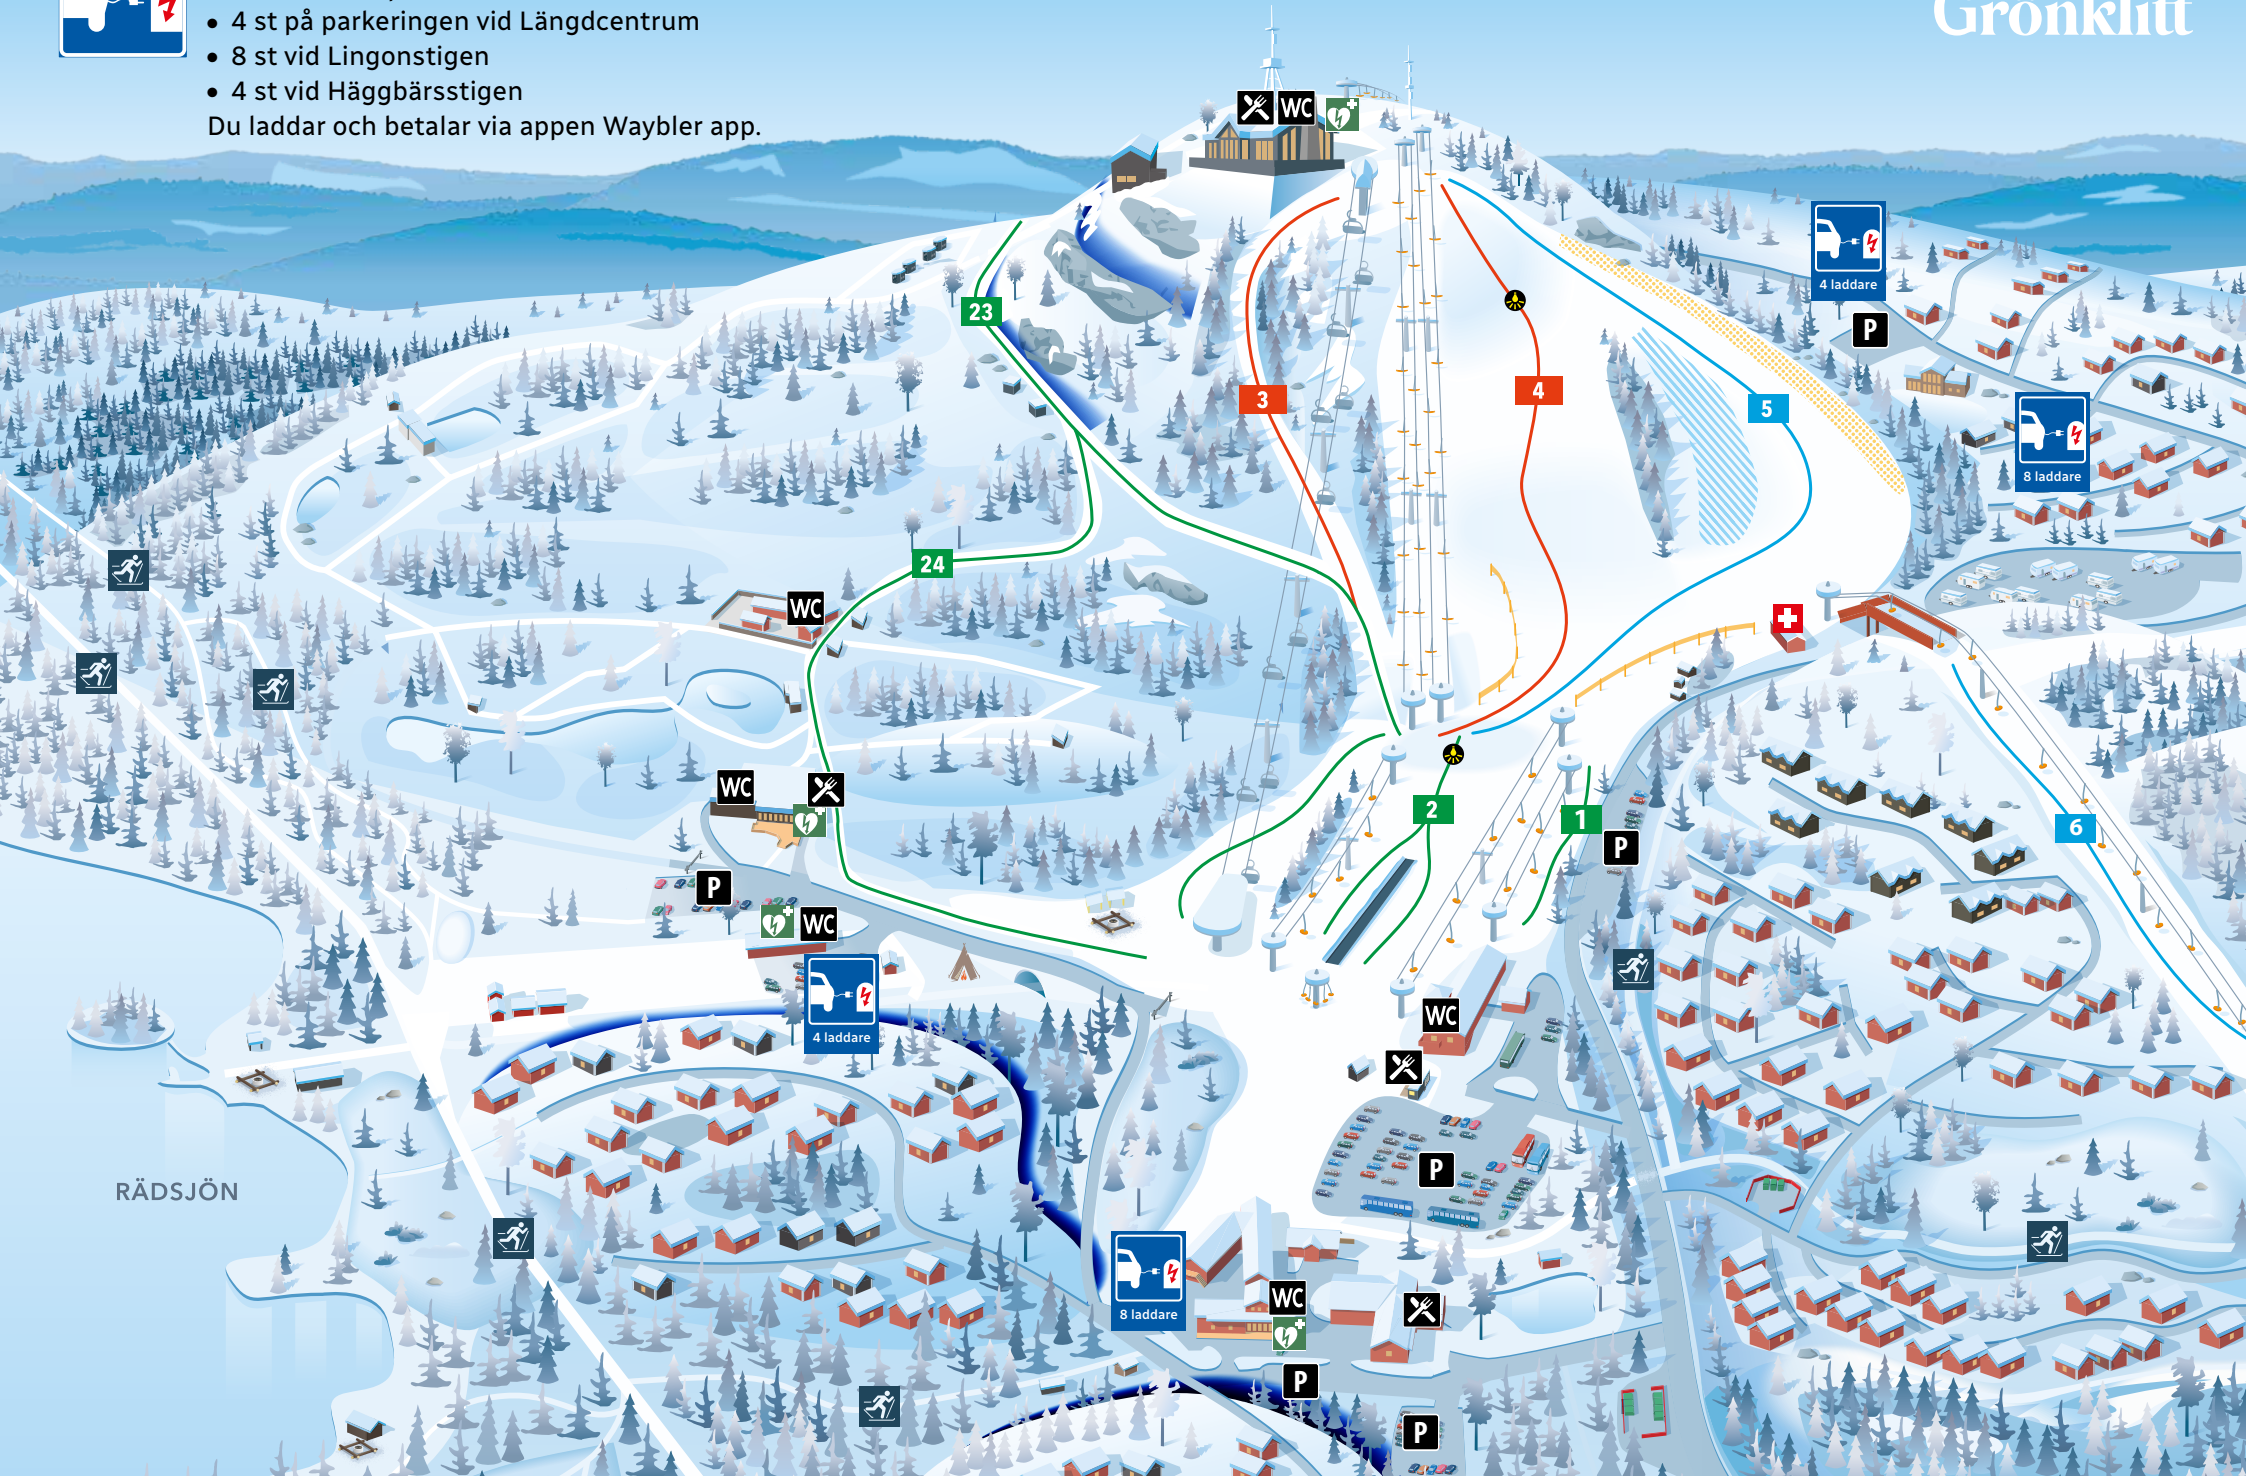 Grönklitt
• 4 st på parkeringen vid Längdcentrum
• 8 st vid Lingonstigen
• 4 st vid Häggbärsstigen
Du laddar och betalar via appen Waybler app.
WC
4 laddare
23
P
3
4
5
8 laddare
24
WC
WC
2
1
P
6
P
WC
4 laddare
WC
P
RÄDSJÖN
8 laddare
WC
P
P